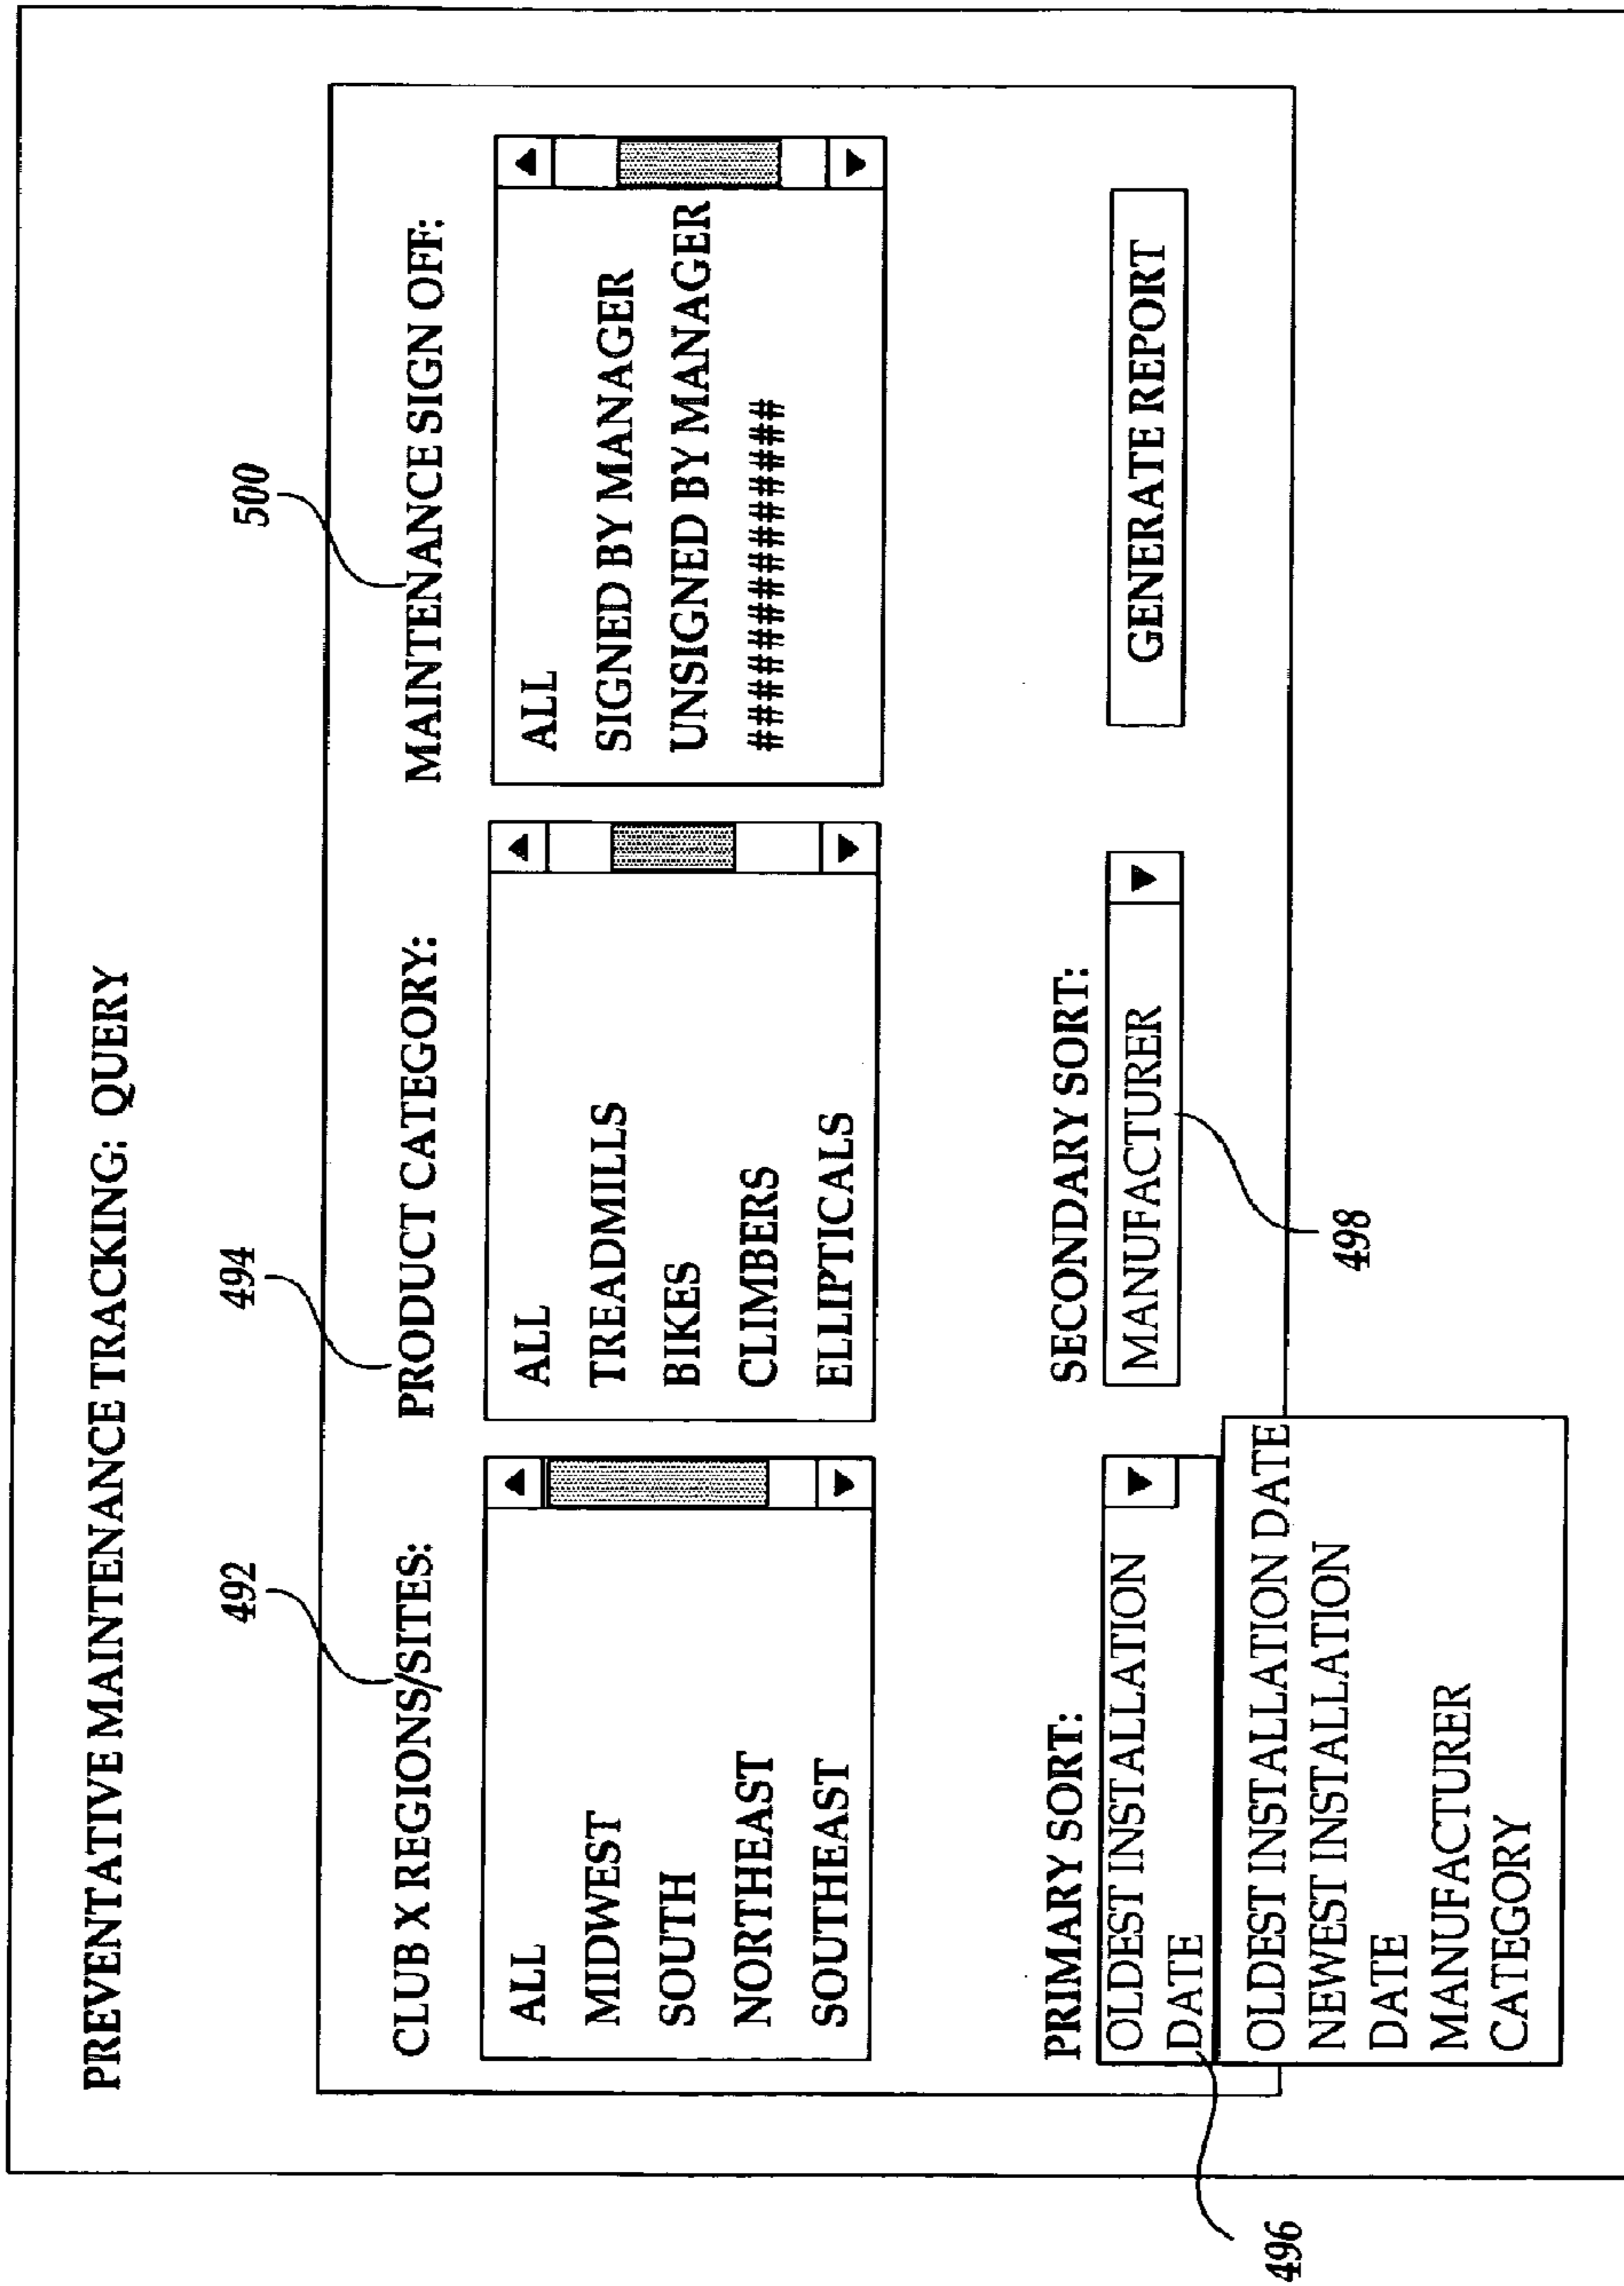 PREVENTATIVE MAINTENANCE TRACKING: QUERY
492
494
500
CLUB X REGIONS/SITES:
ALL
MIDWEST
SOUTH
NORTHEAST
SOUTHEAST
PRODUCT CATEGORY:
ALL
TREADMILLS
BIKES
CLIMBERS
ELLIPTICALS
MAINTENANCE SIGN OFF:
ALL
SIGNED BY MANAGER
UNSIGNED BY MANAGER
#############
PRIMARY SORT:
OLDEST INSTALLATION
DATE
OLDEST INSTALLATION DATE
NEWEST INSTALLATION
DATE
MANUFACTURER
CATEGORY
496
SECONDARY SORT:
MANUFACTURER
498
GENERATE REPORT